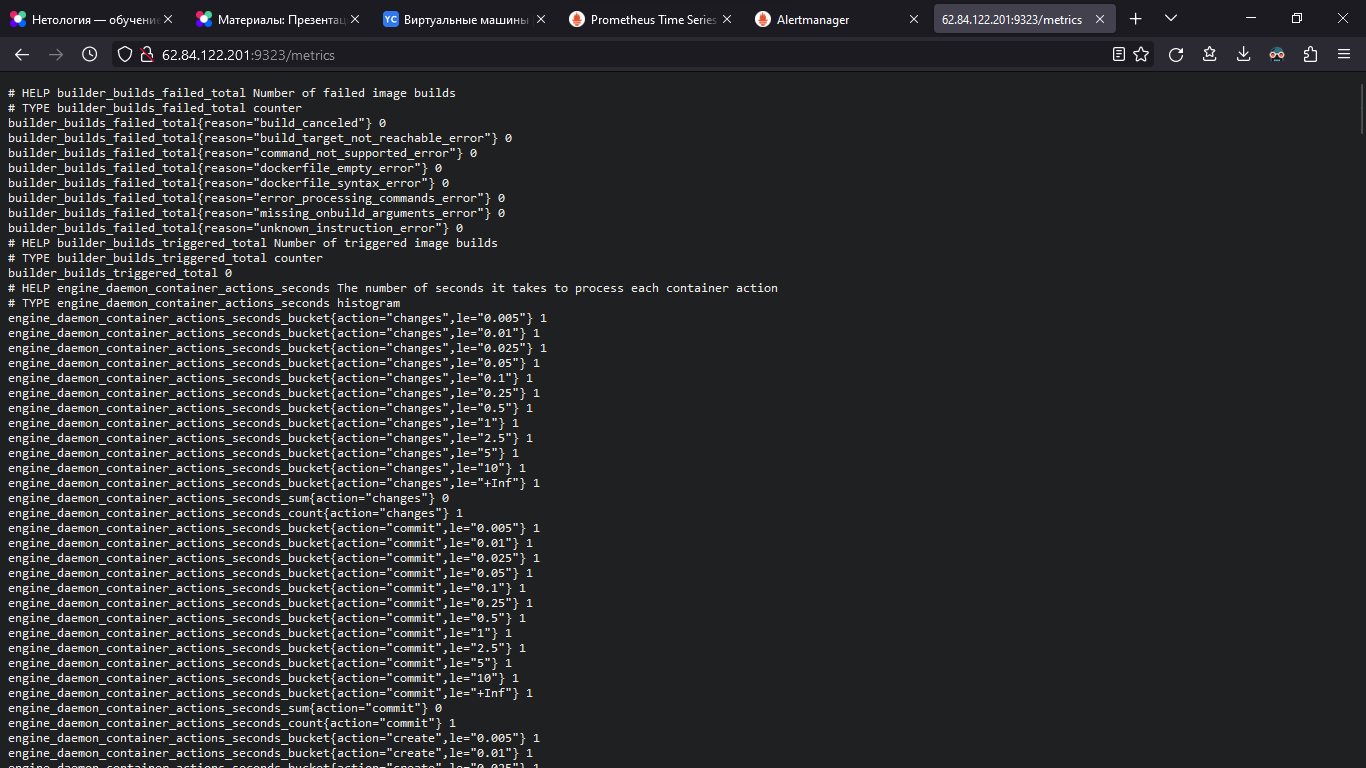 Нетология — обучение
Материалы: Презентац
YC Виртуальные машины
Prometheus Time Series
Alertmanager
62.84.122.201:9323/metrics
62.84.122.201:9323/metrics
# HELP builder_builds_failed_total Number of failed image builds
# TYPE builder_builds_failed_total counter
builder_builds_failed_total{reason="build_canceled"} 0
builder_builds_failed_total{reason="build_target_not_reachable_error"} 0
builder_builds_failed_total{reason="command_not_supported_error"} 0
builder_builds_failed_total{reason="dockerfile_empty_error"} 0
builder_builds_failed_total{reason="dockerfile_syntax_error"} 0
builder_builds_failed_total{reason="error_processing_commands_error"} 0
builder_builds_failed_total{reason="missing_onbuild_arguments_error"} 0
builder_builds_failed_total{reason="unknown_instruction_error"} 0
# HELP builder_builds_triggered_total Number of triggered image builds
# TYPE builder_builds_triggered_total counter
builder_builds_triggered_total 0
# HELP engine_daemon_container_actions_seconds The number of seconds it takes to process each container action
# TYPE engine_daemon_container_actions_seconds histogram
engine_daemon_container_actions_seconds_bucket{action="changes",le="0.005"} 1
engine_daemon_container_actions_seconds_bucket{action="changes",le="0.01"} 1
engine_daemon_container_actions_seconds_bucket{action="changes",le="0.025"} 1
engine_daemon_container_actions_seconds_bucket{action="changes",le="0.05"} 1
engine_daemon_container_actions_seconds_bucket{action="changes",le="0.1"} 1
engine_daemon_container_actions_seconds_bucket{action="changes",le="0.25"} 1
engine_daemon_container_actions_seconds_bucket{action="changes",le="0.5"} 1
engine_daemon_container_actions_seconds_bucket{action="changes",le="1"} 1
engine_daemon_container_actions_seconds_bucket{action="changes",le="2.5"} 1
engine_daemon_container_actions_seconds_bucket{action="changes",le="5"} 1
engine_daemon_container_actions_seconds_bucket{action="changes",le="10"} 1
engine_daemon_container_actions_seconds_bucket{action="changes",le="+Inf"} 1
engine_daemon_container_actions_seconds_sum{action="changes"} 0
engine_daemon_container_actions_seconds_count{action="changes"} 1
engine_daemon_container_actions_seconds_bucket{action="commit",le="0.005"} 1
engine_daemon_container_actions_seconds_bucket{action="commit",le="0.01"} 1
engine_daemon_container_actions_seconds_bucket{action="commit",le="0.025"} 1
engine_daemon_container_actions_seconds_bucket{action="commit",le="0.05"} 1
engine_daemon_container_actions_seconds_bucket{action="commit",le="0.1"} 1
engine_daemon_container_actions_seconds_bucket{action="commit",le="0.25"} 1
engine_daemon_container_actions_seconds_bucket{action="commit",le="0.5"} 1
engine_daemon_container_actions_seconds_bucket{action="commit",le="1"} 1
engine_daemon_container_actions_seconds_bucket{action="commit",le="2.5"} 1
engine_daemon_container_actions_seconds_bucket{action="commit",le="5"} 1
engine_daemon_container_actions_seconds_bucket{action="commit",le="10"} 1
engine_daemon_container_actions_seconds_bucket{action="commit",le="+Inf"} 1
engine_daemon_container_actions_seconds_sum{action="commit"} 0
engine_daemon_container_actions_seconds_count{action="commit"} 1
engine_daemon_container_actions_seconds_bucket{action="create",le="0.005"} 1
engine_daemon_container_actions_seconds_bucket{action="create",le="0.01"} 1
engine_daemon_container_actions_seconds_bucket{action="create",le="0.025"} 1